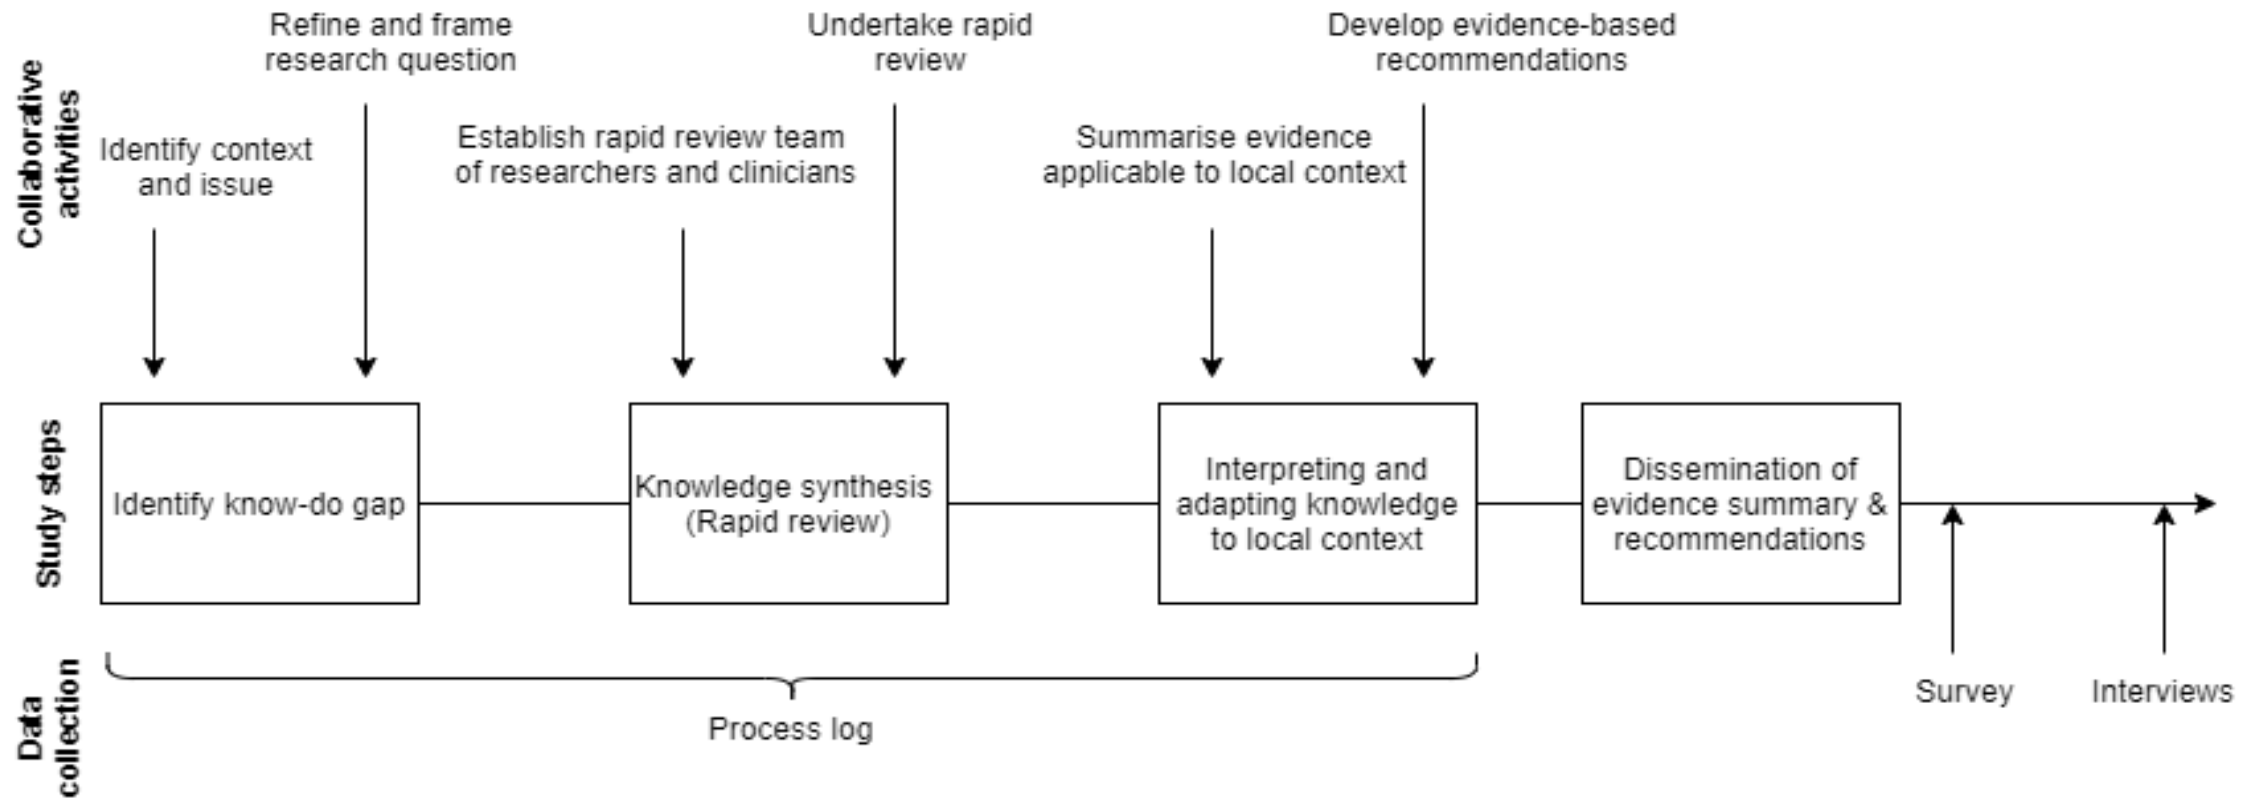 Collaborative
activities
Refine and frame
research question
Undertake rapid
review
Develop evidence-based
recommendations
Identify context
and issue
Establish rapid review team
of researchers and clinicians
Summarise evidence
applicable to local context
Study steps
Identify know-do gap
Knowledge synthesis
(Rapid review)
Interpreting and
adapting knowledge
to local context
Dissemination of
evidence summary &
recommendations
Data
collection
Process log
Survey
Interviews